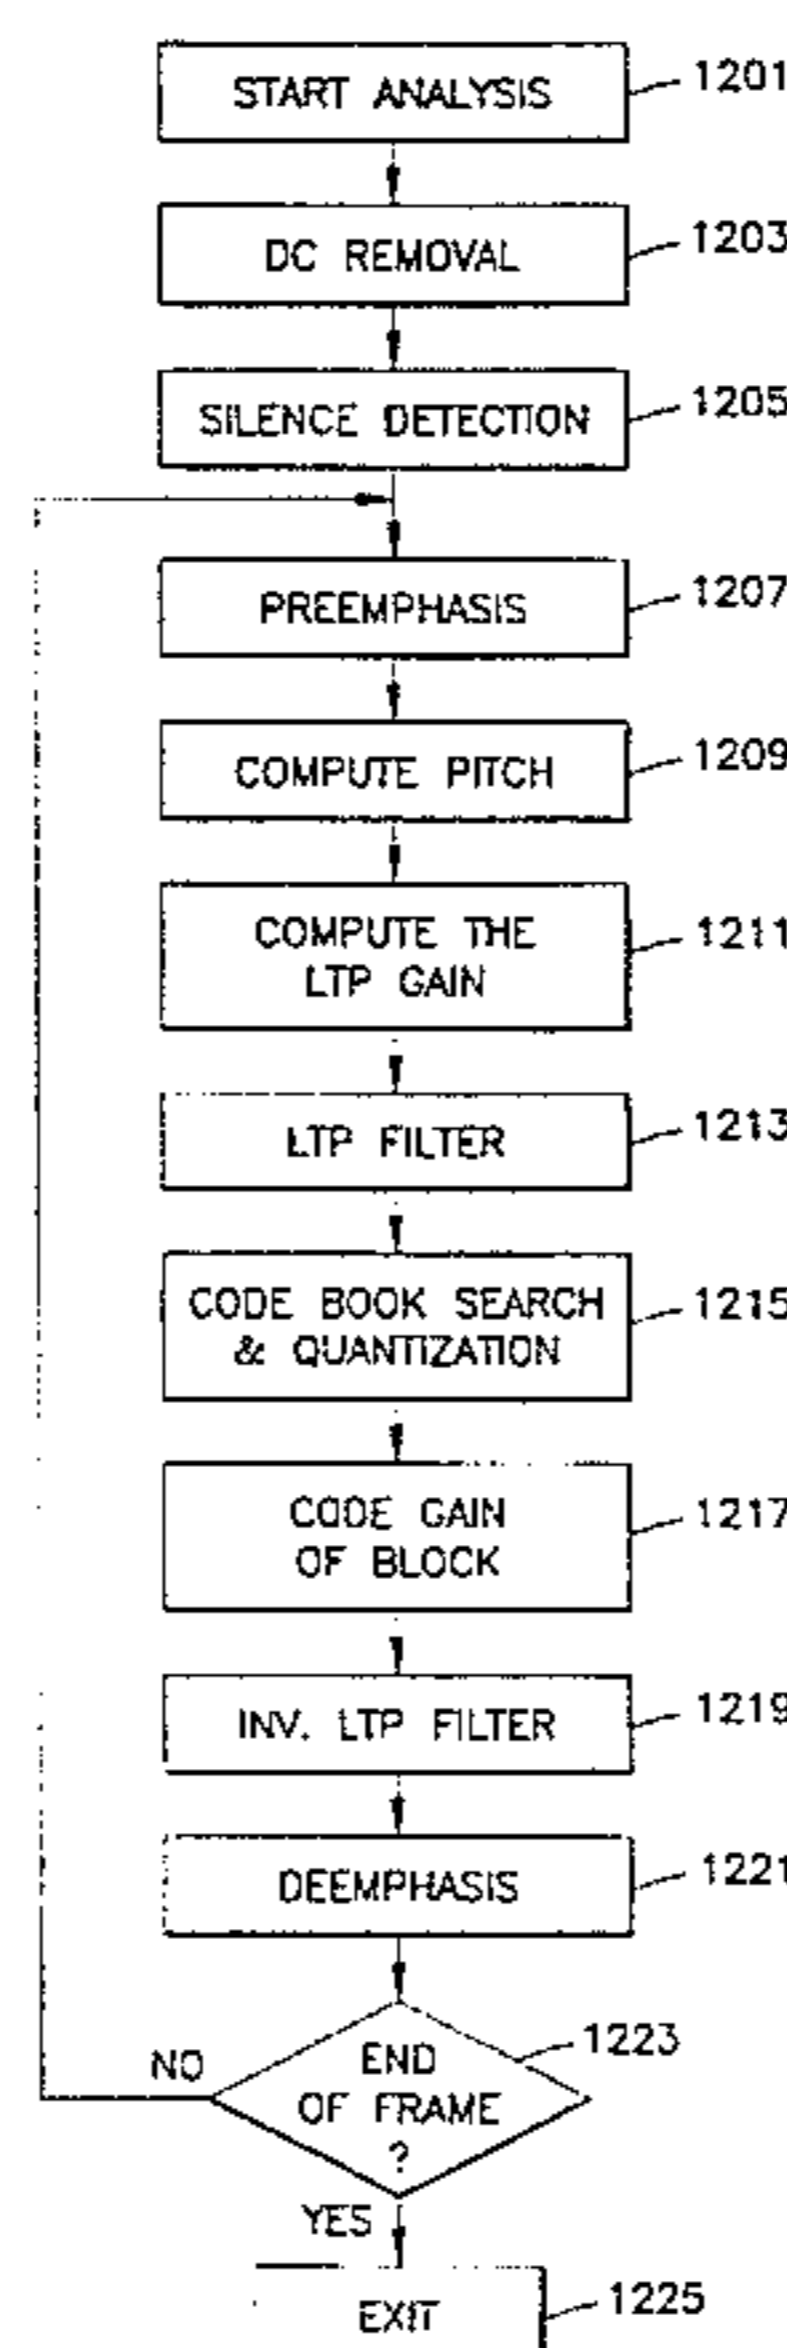 START ANALYSIS
1201
DC REMOVAL
1203
SILENCE DETECTION
1205
PREEMPHASIS
1207
COMPUTE PITCH
1209
COMPUTE THE
LTP GAIN
1211
LTP FILTER
1213
CODE BOOK SEARCH
& QUANTIZATION
1215
CODE GAIN
OF BLOCK
1217
INV. LTP FILTER
1219
DEEMPHASIS
1221
END
OF FRAME
?
1223
NO
YES
EXIT
1225